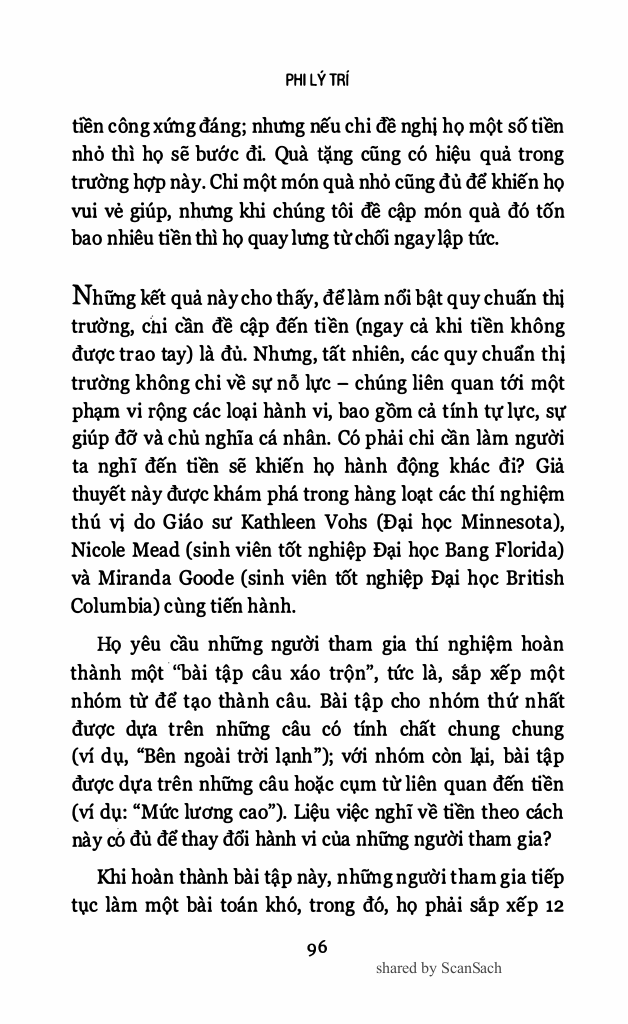 PHI LÝ TRÍ
tiền công xứng đáng; nhưng nếu chỉ đề nghị họ một số tiền
nhỏ thì họ sẽ bước đi. Quà tặng cũng có hiệu quả trong
trường hợp này. Chỉ một món quà nhỏ cũng đủ để khiến họ
vui vẻ giúp, nhưng khi chúng tôi đề cập món quà đó tốn
bao nhiêu tiền thì họ quay lưng từ chối ngay lập tức.
Những kết quả này cho thấy, để làm nổi bật quy chuẩn thị
trường, chỉ cần đề cập đến tiền (ngay cả khi tiền không
được trao tay) là đủ. Nhưng, tất nhiên, các quy chuẩn thị
trường không chỉ về sự nỗ lực – chúng liên quan tới một
phạm vi rộng các loại hành vi, bao gồm cả tính tự lực, sự
giúp đỡ và chủ nghĩa cá nhân. Có phải chỉ cần làm người
ta nghĩ đến tiền sẽ khiến họ hành động khác đi? Giả
thuyết này được khám phá trong hàng loạt các thí nghiệm
thú vị do Giáo sư Kathleen Vohs (Đại học Minnesota),
Nicole Mead (sinh viên tốt nghiệp Đại học Bang Florida)
và Miranda Goode (sinh viên tốt nghiệp Đại học British
Columbia) cùng tiến hành.
Họ yêu cầu những người tham gia thí nghiệm hoàn
thành một “bài tập câu xáo trộn”, tức là, sắp xếp một
nhóm từ để tạo thành câu. Bài tập cho nhóm thứ nhất
được dựa trên những câu có tính chất chung chung
(ví dụ, “Bên ngoài trời lạnh”); với nhóm còn lại, bài tập
được dựa trên những câu hoặc cụm từ liên quan đến tiền
(ví dụ: “Mức lương cao”). Liệu việc nghĩ về tiền theo cách
này có đủ để thay đổi hành vi của những người tham gia?
Khi hoàn thành bài tập này, những người tham gia tiếp
tục làm một bài toán khó, trong đó, họ phải sắp xếp 12
96
shared by ScanSach